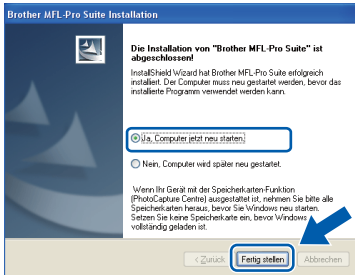 Brother MFL-Pro Suite Installation
Die Installation von "Brother MFL-Pro Suite" ist
abgeschlossen!
InstallShield Wizard hat Brother MFL-Pro Suite erfolgreich
installiert. Der Computer muss neu gestartet werden, bevor das
installierte Programm verwendet werden kann.
Ja, Computer jetzt neu starten.
Nein, Computer wird später neu gestartet.
Wenn Ihr Gerät mit der Speicherkarten-Funktion
(PhotoCapture Centre) ausgestattet ist, nehmen Sie bitte alle
Speicherkarten heraus, bevor Sie Windows neu starten.
Setzen Sie keine Speicherkarte ein, bevor Windows
vollständig geladen ist.
< Zurück Fertig stellen Abbrechen